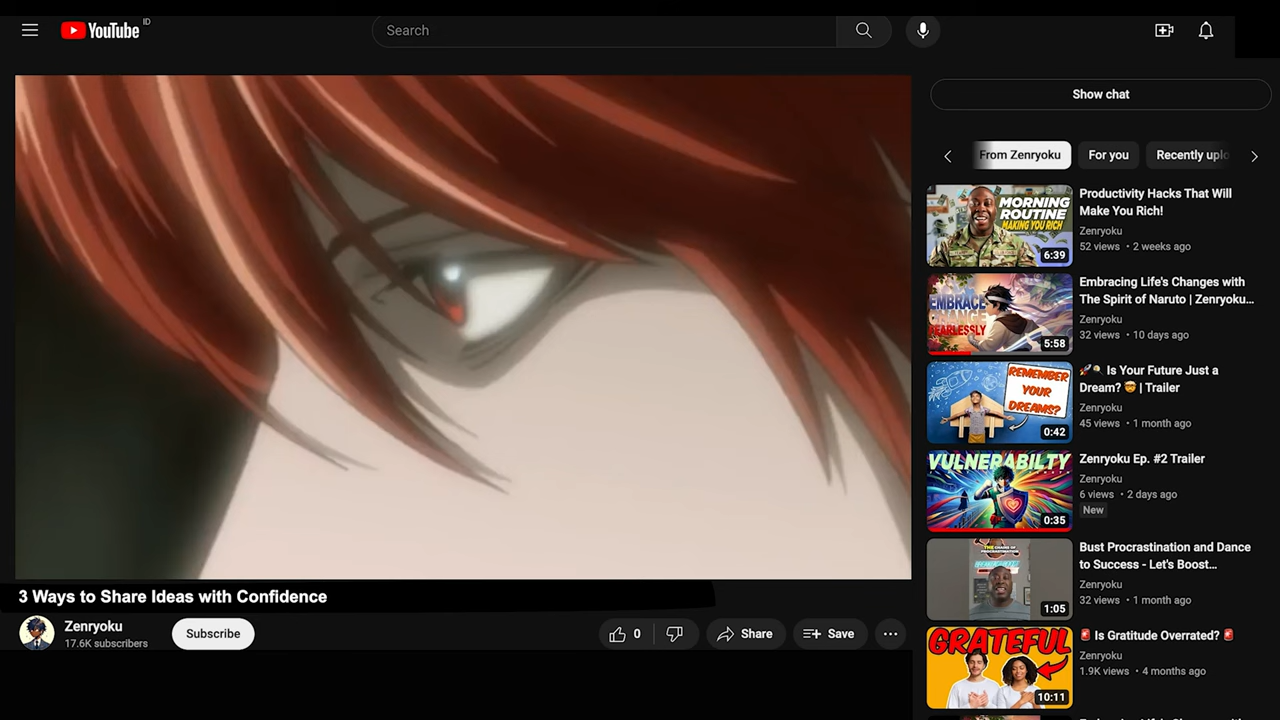 YouTube ID
Search
Show chat
From Zenryoku
For you
Recently uplo
MORNING
ROUTINE
MAKING YOU RICH!
6:39
Productivity Hacks That Will
Make You Rich!
Zenryoku
52 views • 2 weeks ago
EMBRACE
CHANGE
FEARLESSLY
5:58
Embracing Life's Changes with
The Spirit of Naruto | Zenryoku...
Zenryoku
32 views • 10 days ago
REMEMBER
YOUR
DREAMS?
0:42
🚀👩‍🚀 Is Your Future Just a
Dream? 🤯 | Trailer
Zenryoku
45 views • 1 month ago
VULNERABILTY
0:35
Zenryoku Ep. #2 Trailer
Zenryoku
6 views • 2 days ago
New
1:05
Bust Procrastination and Dance
to Success - Let's Boost...
Zenryoku
32 views • 1 month ago
GRATEFUL
10:11
🚨 Is Gratitude Overrated? 🚨
Zenryoku
1.9K views • 4 months ago
3 Ways to Share Ideas with Confidence
Zenryoku
17.6K subscribers
Subscribe
0
Share
Save